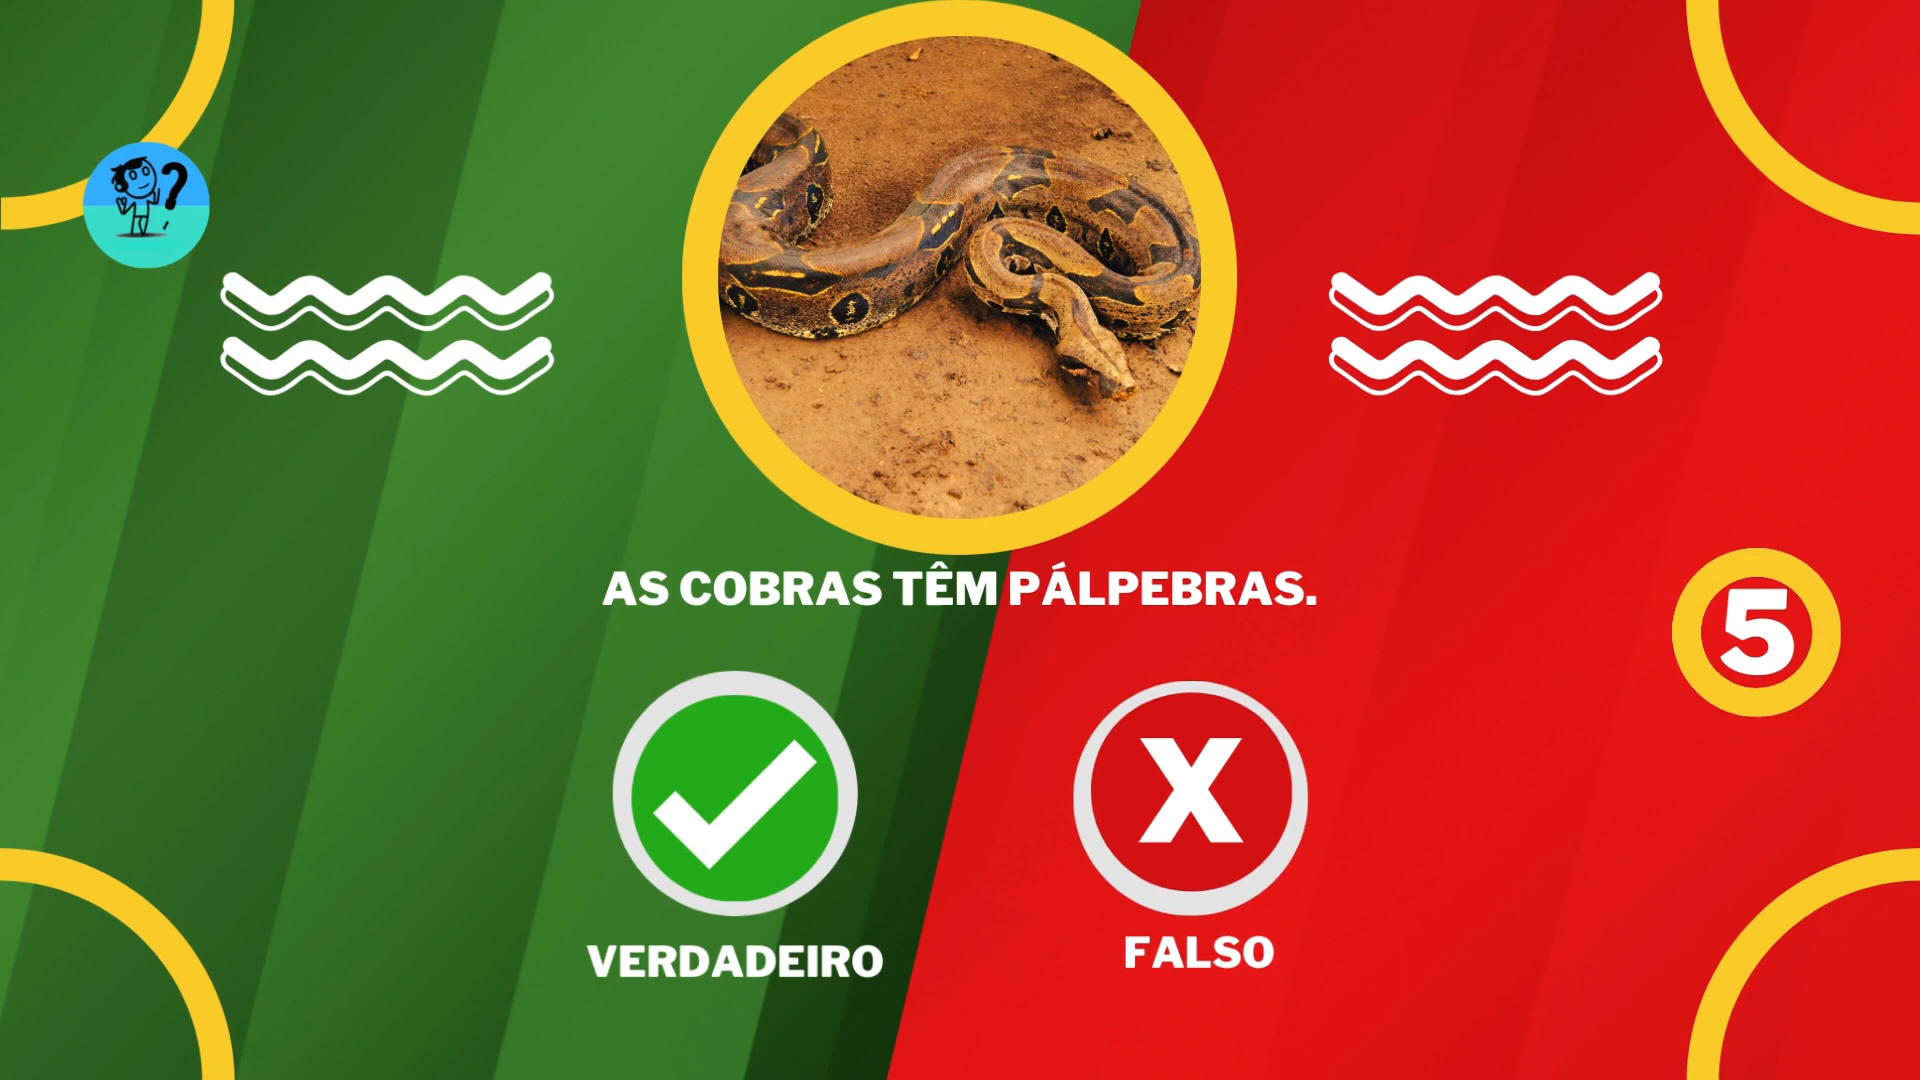 AS COBRAS TÊM PÁLPEBRAS.
5
X
VERDADEIRO
FALSO